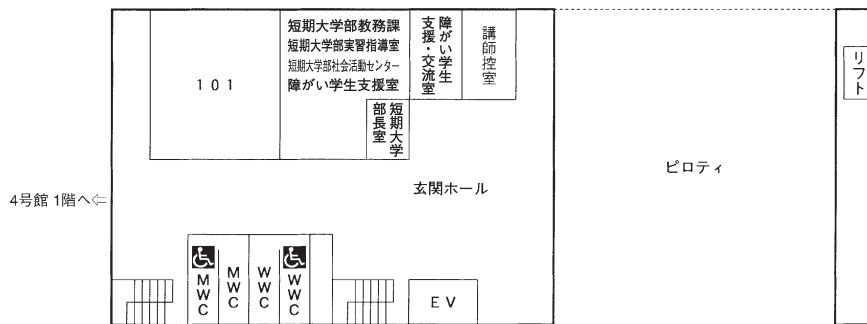 101
短期大学部教務課
短期大学部実習指導室
短期大学部社会活動センター
障がい学生支援室
短期大学
部長室
障がい学生
支援・交流室
講師控室
リフト
ピロティ
玄関ホール
4号館 1階へ⇦
MWC
MWC
WWC
WWC
EV